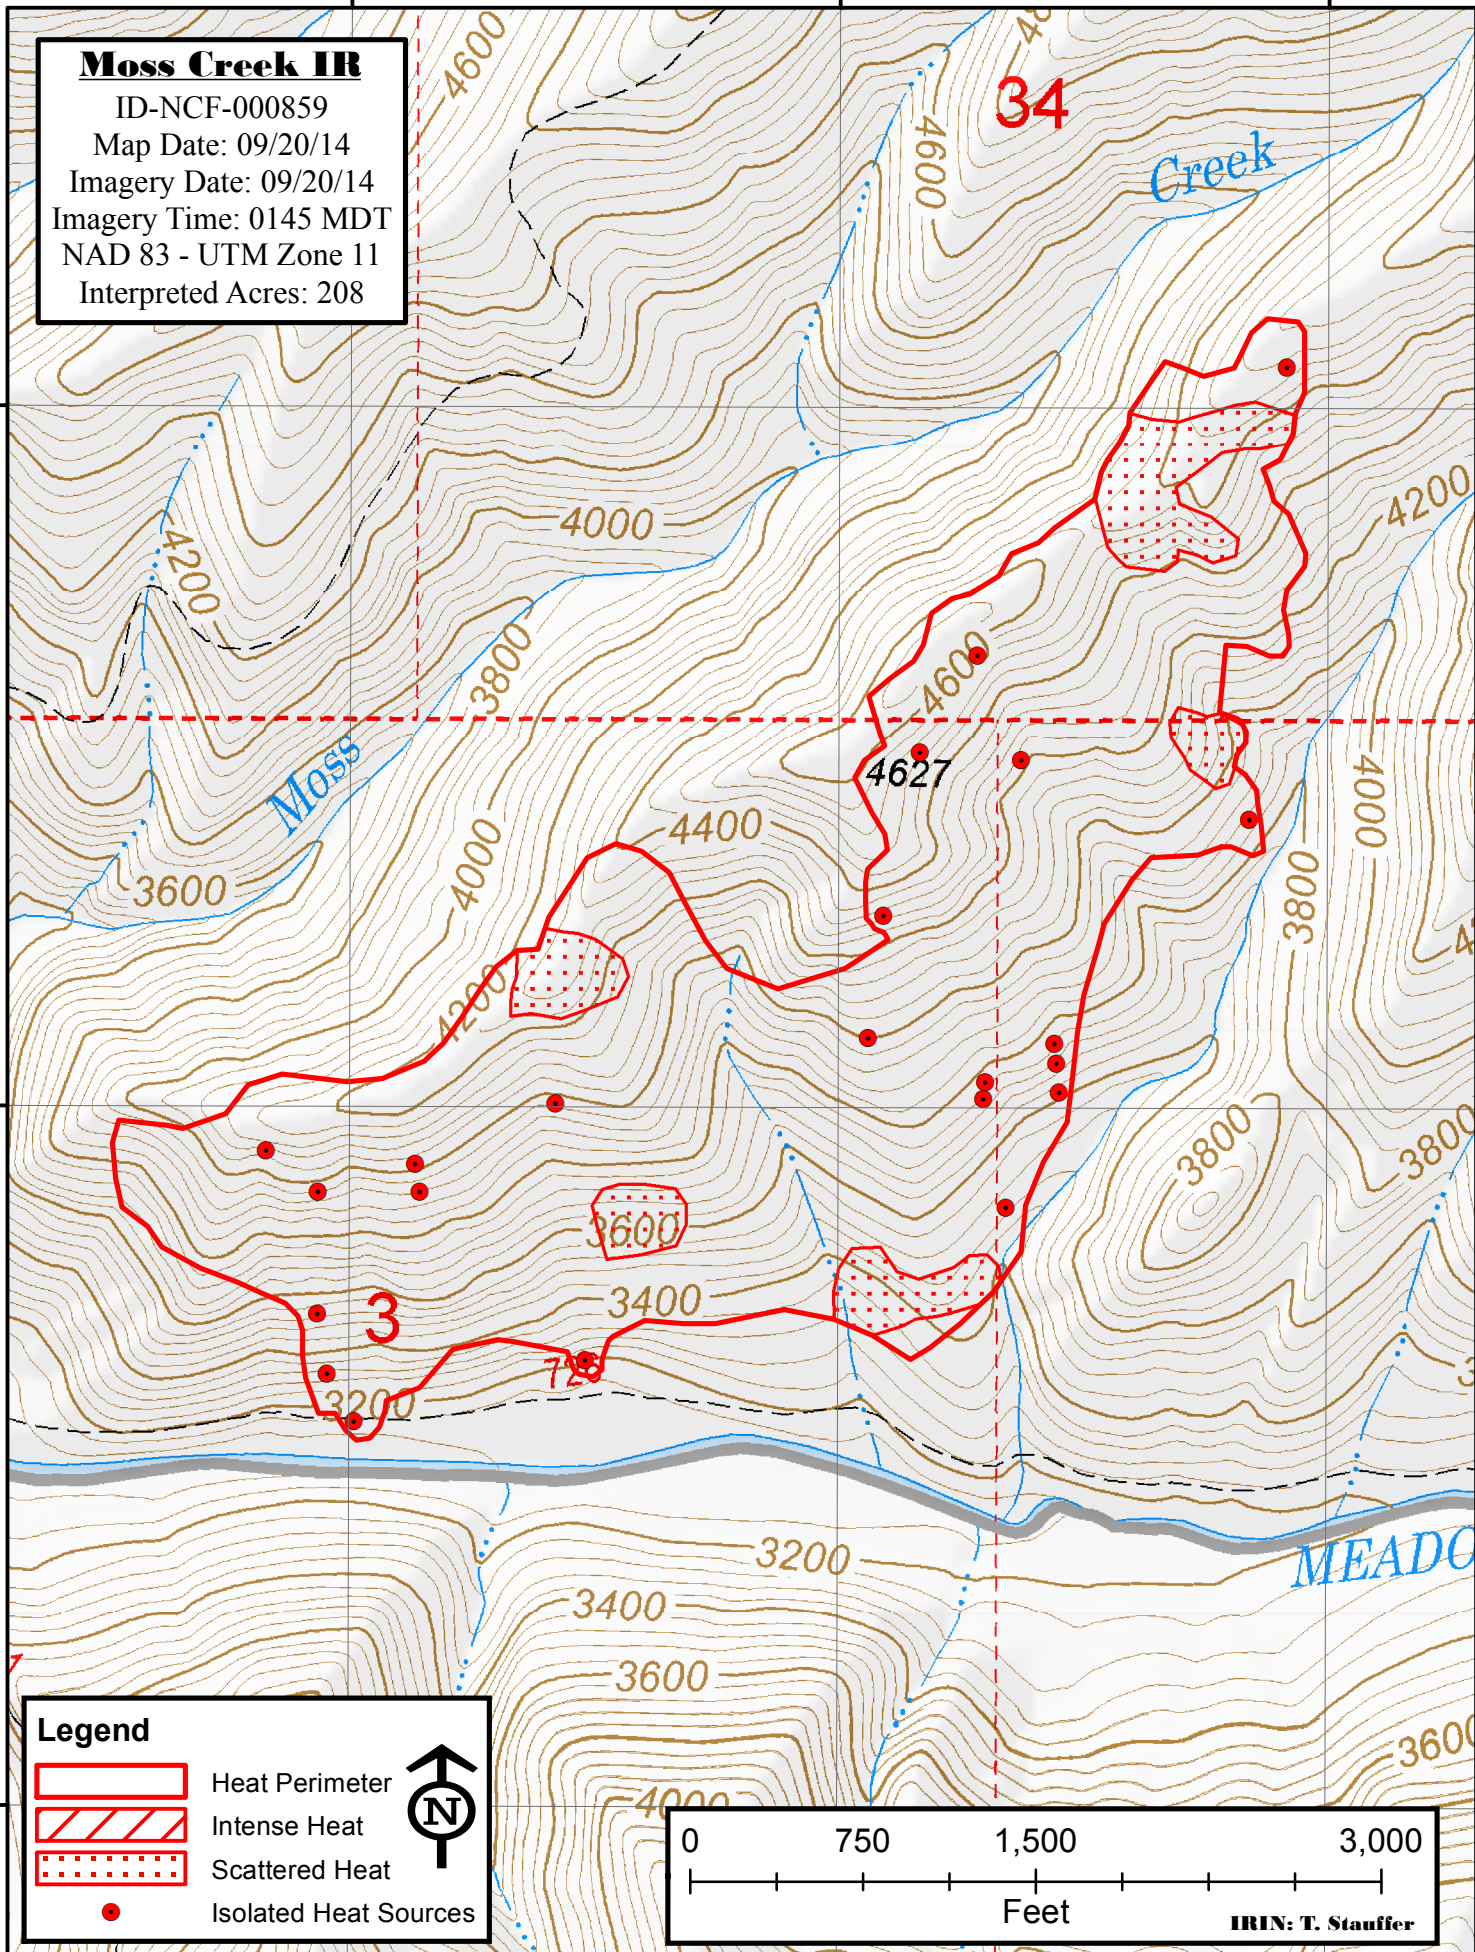 Moss Creek IR
ID-NCF-000859
Map Date: 09/20/14
Imagery Date: 09/20/14
Imagery Time: 0145 MDT
NAD 83 - UTM Zone 11
Interpreted Acres: 208
4600
34
4600
Creek
4200
4000
4200
3800
4600
Moss
4627
4000
4400
4000
3600
3800
4200
3800
3800
3600
3400
3
726
3200
3200
MEADO
3400
3600
3600
4000
Legend
Heat Perimeter
Intense Heat
Scattered Heat
Isolated Heat Sources
N
0 750 1,500 3,000
Feet
IRIN: T. Stauffer